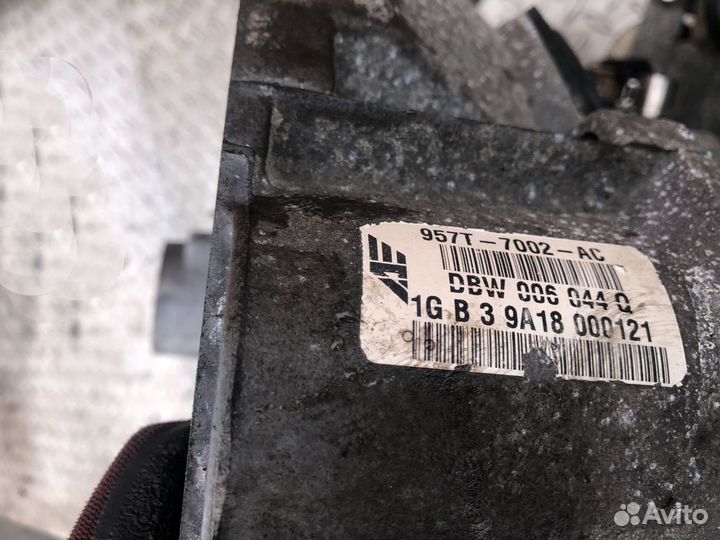 957T-7002-AC
DBW 006 044 Q
1G B 3 9A18 000121
Avito